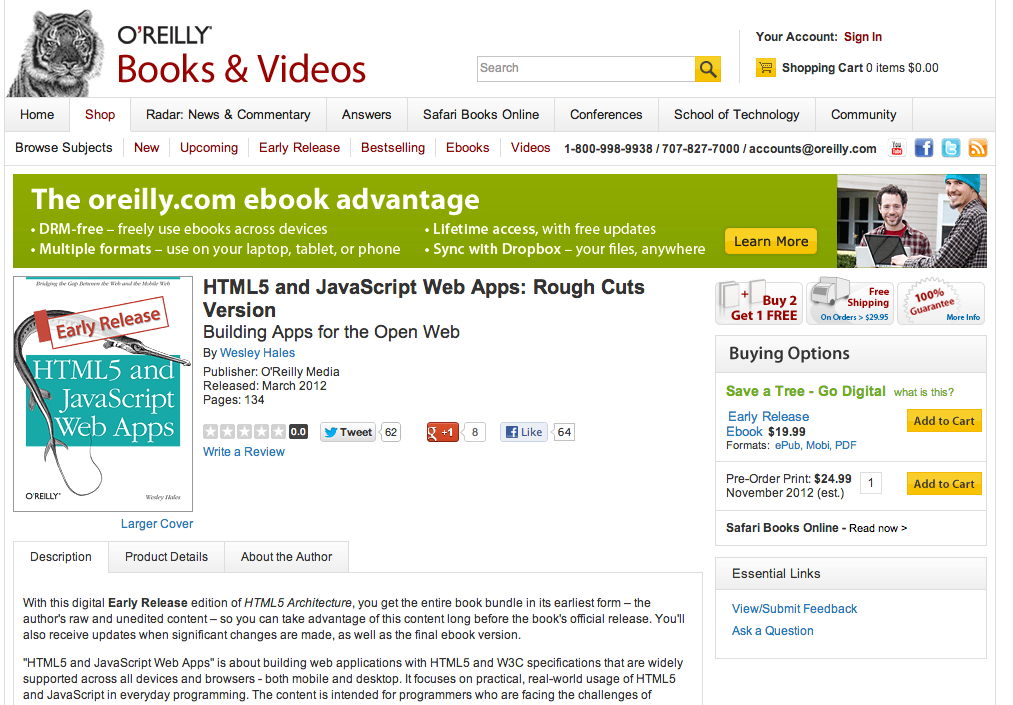 O'REILLY®
Books & Videos
Search
Your Account: Sign In
Shopping Cart 0 items $0.00
Home Shop Radar: News & Commentary Answers Safari Books Online Conferences School of Technology Community
Browse Subjects New Upcoming Early Release Bestselling Ebooks Videos 1-800-998-9938 / 707-827-7000 / accounts@oreilly.com
You Tube
The oreilly.com ebook advantage
• DRM-free – freely use ebooks across devices
• Multiple formats – use on your laptop, tablet, or phone
• Lifetime access, with free updates
• Sync with Dropbox – your files, anywhere
Learn More
Bridging the Gap Between the Web and the Mobile Web
Early Release
HTML5 and
JavaScript
Web Apps
O'REILLY®
Wesley Hales
Larger Cover
HTML5 and JavaScript Web Apps: Rough Cuts
Version
Building Apps for the Open Web
By Wesley Hales
Publisher: O'Reilly Media
Released: March 2012
Pages: 134
0.0 Tweet 62 g +1 8 Like 64
Write a Review
+ Buy 2
Get 1 FREE
Free
Shipping
On Orders > $29.95
100%
Guarantee
More Info
Buying Options
Save a Tree - Go Digital what is this?
Early Release
Ebook $19.99
Formats: ePub, Mobi, PDF
Add to Cart
Pre-Order Print: $24.99
November 2012 (est.)
1
Add to Cart
Safari Books Online - Read now >
Essential Links
View/Submit Feedback
Ask a Question
Description Product Details About the Author
With this digital Early Release edition of HTML5 Architecture, you get the entire book bundle in its earliest form – the
author's raw and unedited content – so you can take advantage of this content long before the book's official release. You'll
also receive updates when significant changes are made, as well as the final ebook version.
"HTML5 and JavaScript Web Apps" is about building web applications with HTML5 and W3C specifications that are widely
supported across all devices and browsers - both mobile and desktop. It focuses on practical, real-world usage of HTML5
and JavaScript in everyday programming. The content is intended for programmers who are facing the challenges of